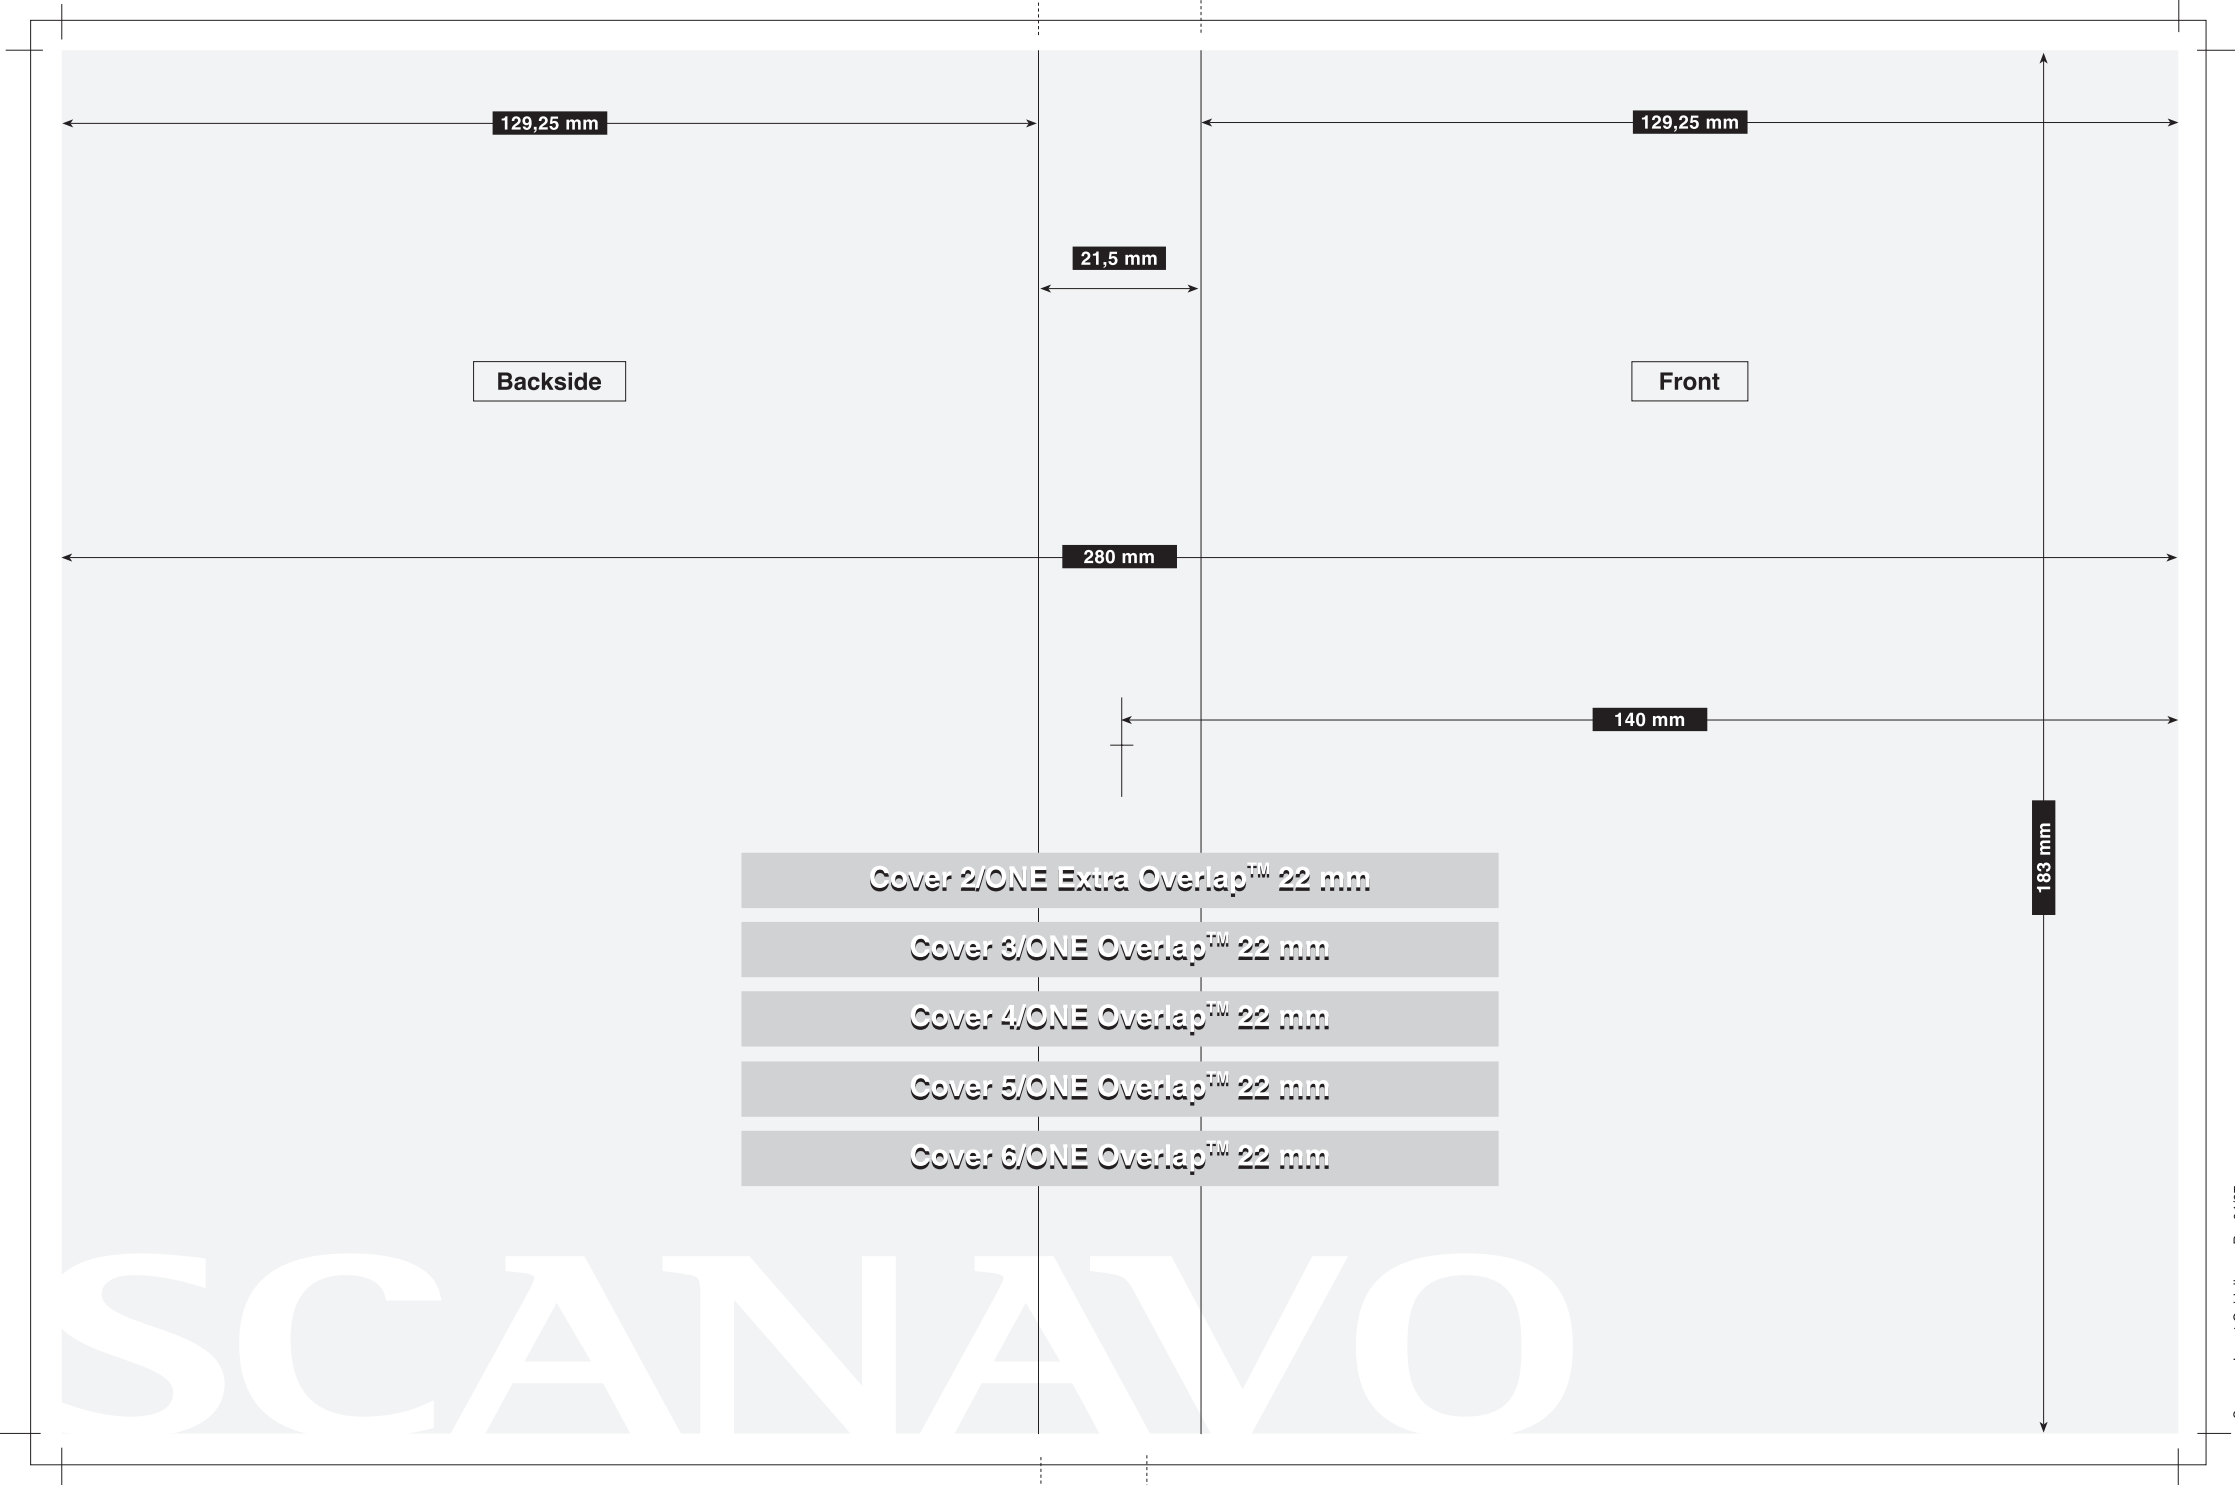 129,25 mm
129,25 mm
21,5 mm
Backside
Front
280 mm
140 mm
183 mm
Cover 2/ONE Extra Overlap™ 22 mm
Cover 3/ONE Overlap™ 22 mm
Cover 4/ONE Overlap™ 22 mm
Cover 5/ONE Overlap™ 22 mm
Cover 6/ONE Overlap™ 22 mm
SCANAVO